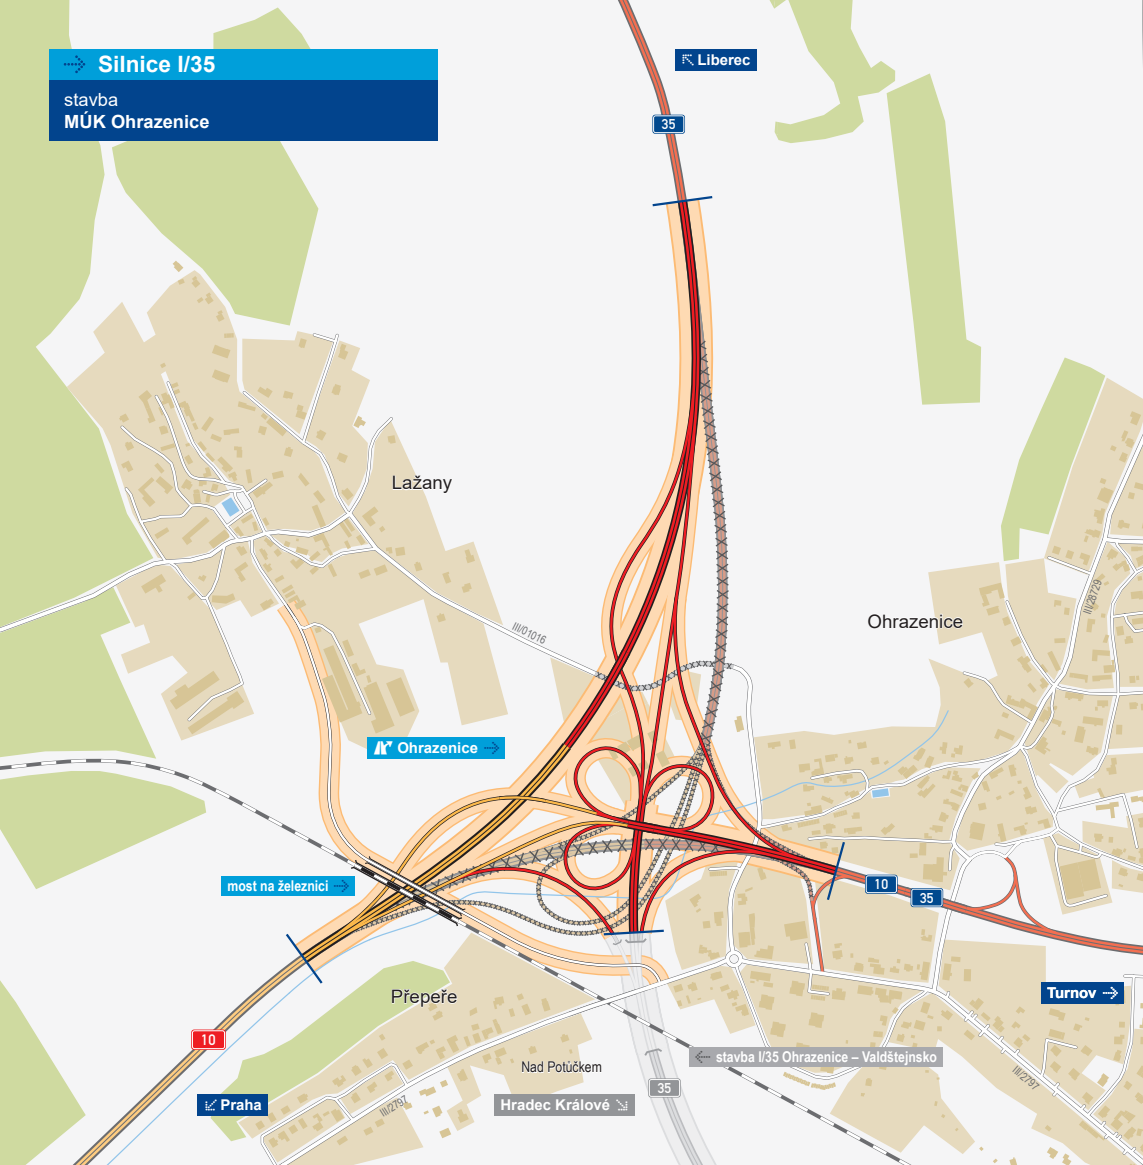 Silnice I/35
stavba
MÚK Ohrazenice
Liberec
35
Lažany
III/01016
III/28729
Ohrazenice
Ohrazenice
most na železnici
10
35
Přepeře
Turnov
10
stavba I/35 Ohrazenice – Valdštejnsko
Nad Potůčkem
III/2797
35
Praha
III/2797
Hradec Králové